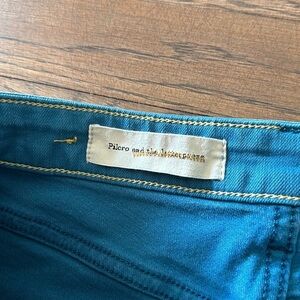 Pilcro and the letterpress